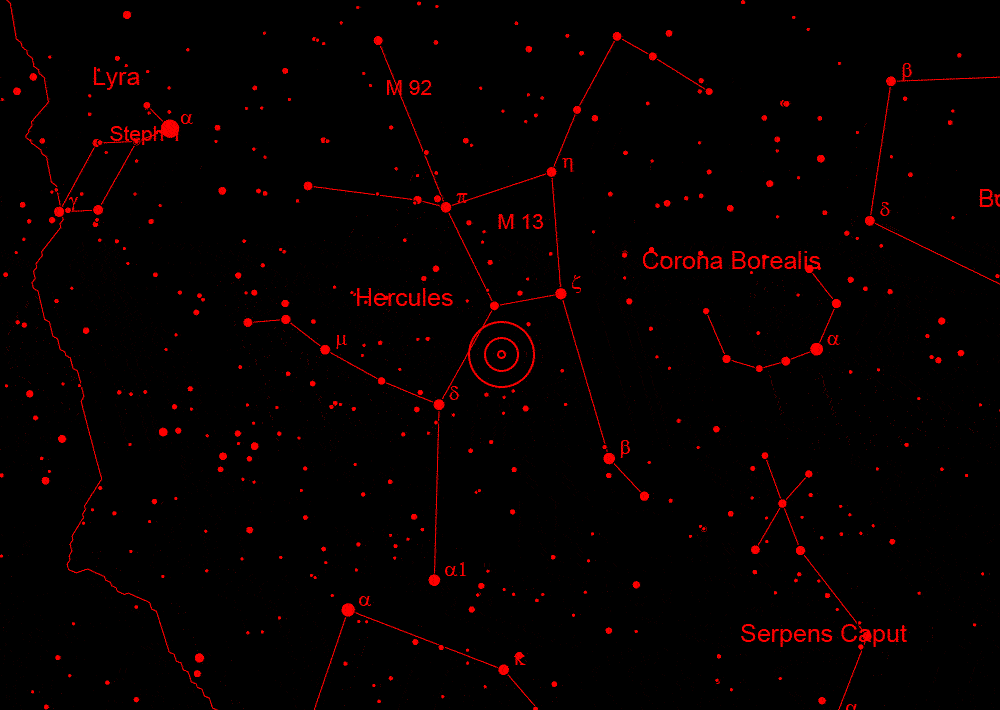 β
Lyra
M 92
α
Steph 1
η
γ
π
δ
Bo
M 13
Corona Borealis
ζ
Hercules
μ
α
δ
β
α1
α
Serpens Caput
κ
α